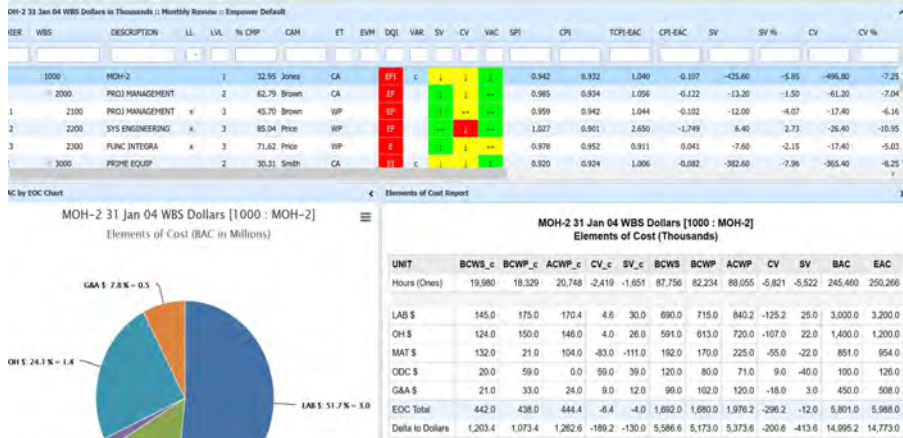 OH-2 31 Jan 04 WBS Dollars in Thousands :: Monthly Review :: Empower Default
IER WBS DESCRIPTION LL LVL % CMP CAM ET EVM DQI VAR SV CV VAC SPI CPI TCPI-EAC CPI-EAC SV SV % CV CV %
1000 MOH-2 1 32.95 Jones CA EFI c ↓ ↓ ↓ 0.942 0.932 1.040 -0.107 -425.60 -5.85 -496.80 -7.25
2000 PROJ MANAGEMENT 2 62.79 Brown CA EF ↓ ↓ ↔ 0.985 0.934 1.056 -0.122 -13.20 -1.50 -61.20 -7.04
1 2100 PROJ MANAGEMENT x 3 45.70 Brown WP EF ↓ ↔ ↔ 0.959 0.942 1.044 -0.102 -12.00 -4.07 -17.40 -6.16
2 2200 SYS ENGINEERING x 3 85.04 Price WP EF ↔ ↓ ↔ 1.027 0.901 2.650 -1.749 6.40 2.73 -26.40 -10.95
3 2300 FUNC INTEGRA x 3 71.62 Price WP E ↓ ↓ ↔ 0.978 0.952 0.911 0.041 -7.60 -2.15 -17.40 -5.03
3000 PRIME EQUIP 2 30.31 Smith CA EI c ↓ ↓ 0.920 0.924 1.006 -0.082 -382.60 -7.96 -365.40 -8.25
AC by EOC Chart
MOH-2 31 Jan 04 WBS Dollars [1000 : MOH-2]
Elements of Cost (BAC in Millions)
G&A $: 7.8 % - 0.5
OH $: 24.3 % - 1.4
LAB $: 51.7 % - 3.0
Elements of Cost Report
MOH-2 31 Jan 04 WBS Dollars [1000 : MOH-2]
Elements of Cost (Thousands)
UNIT BCWS_c BCWP_c ACWP_c CV_c SV_c BCWS BCWP ACWP CV SV BAC EAC
Hours (Ones) 19,980 18,329 20,748 -2,419 -1,651 87,756 82,234 88,055 -5,821 -5,522 245,460 250,266
LAB $ 145.0 175.0 170.4 4.6 30.0 690.0 715.0 840.2 -125.2 25.0 3,000.0 3,200.0
OH $ 124.0 150.0 146.0 4.0 26.0 591.0 613.0 720.0 -107.0 22.0 1,400.0 1,200.0
MAT $ 132.0 21.0 104.0 -83.0 -111.0 192.0 170.0 225.0 -55.0 -22.0 851.0 954.0
ODC $ 20.0 59.0 0.0 59.0 39.0 120.0 80.0 71.0 9.0 -40.0 100.0 126.0
G&A $ 21.0 33.0 24.0 9.0 12.0 99.0 102.0 120.0 -18.0 3.0 450.0 508.0
EOC Total 442.0 438.0 444.4 -6.4 -4.0 1,692.0 1,680.0 1,976.2 -296.2 -12.0 5,801.0 5,988.0
Delta to Dollars 1,203.4 1,073.4 1,262.6 -189.2 -130.0 5,586.6 5,173.0 5,373.6 -200.6 -413.6 14,995.2 14,773.0